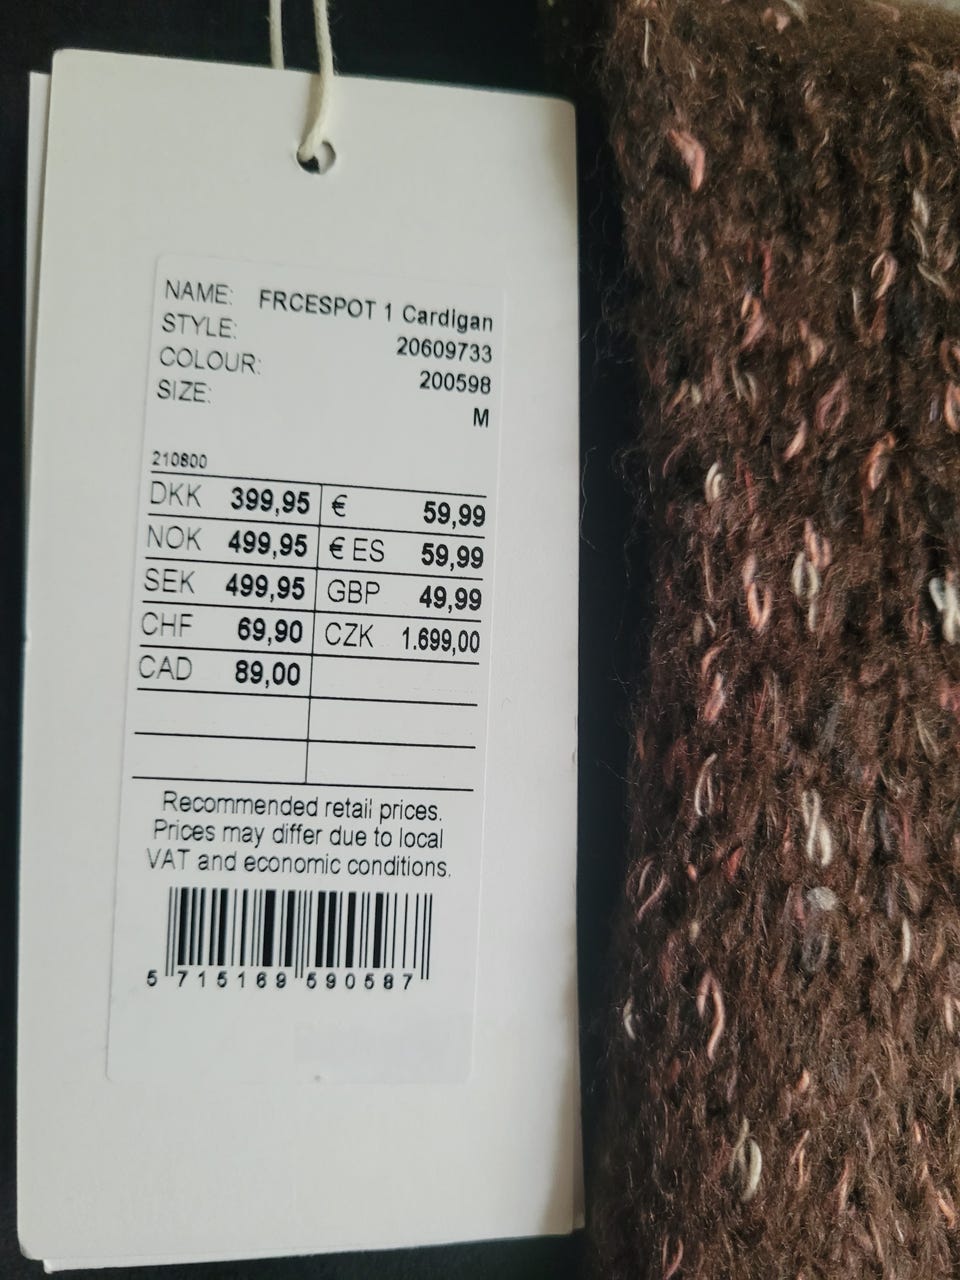 NAME: FRCESPOT 1 Cardigan
STYLE: 20609733
COLOUR: 200598
SIZE: M
210800
DKK 399,95 € 59,99
NOK 499,95 € ES 59,99
SEK 499,95 GBP 49,99
CHF 69,90 CZK 1.699,00
CAD 89,00
Recommended retail prices.
Prices may differ due to local
VAT and economic conditions.
5 715169 590587